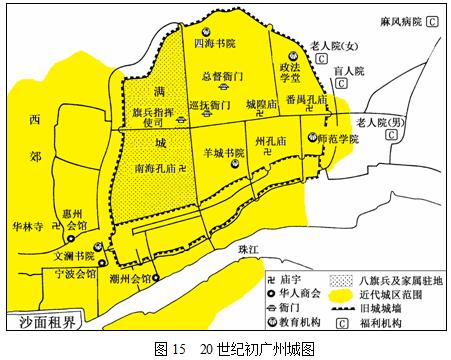 麻风病院 C
四海书院
老人院(女)
C
政法
学堂
盲人院
C
满
总督衙门
旗兵指挥
使司
巡抚衙门
城隍庙
番禺孔庙
老人院(男)
C
西
郊
城
师范学院
南海孔庙
羊城书院
州孔庙
惠州
会馆
华林寺
文澜书院
宁波会馆
潮州会馆
珠江
沙面租界
庙宇
华人商会
衙门
教育机构
八旗兵及家属驻地
近代城区范围
旧城城墙
C 福利机构
图 15 20 世纪初广州城图